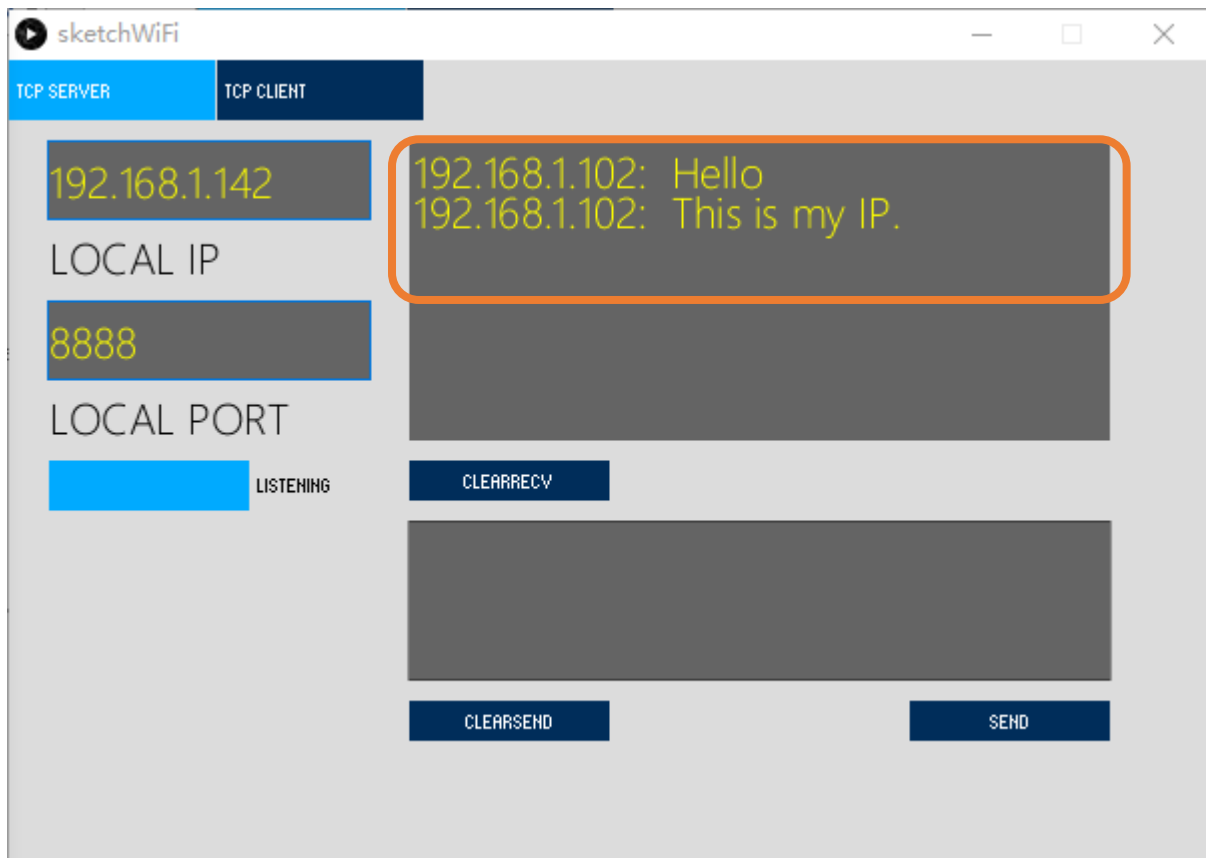 sketchWiFi
TCP SERVER
TCP CLIENT
192.168.1.142
LOCAL IP
8888
LOCAL PORT
LISTENING
192.168.1.102: Hello
192.168.1.102: This is my IP.
CLEARRECV
CLEARSEND
SEND